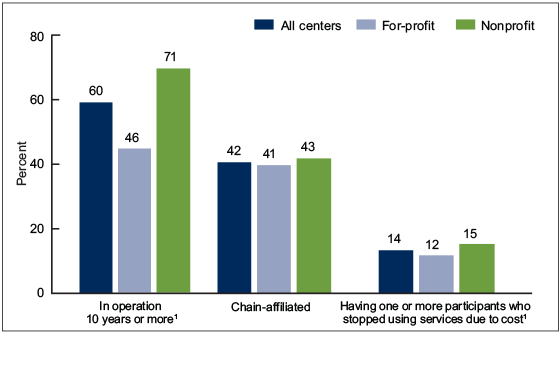 All centers For-profit Nonprofit
80
71
60
60
46
42 41 43
40
Percent
20
14 12 15
0
In operation
10 years or more¹
Chain-affiliated
Having one or more participants who
stopped using services due to cost¹